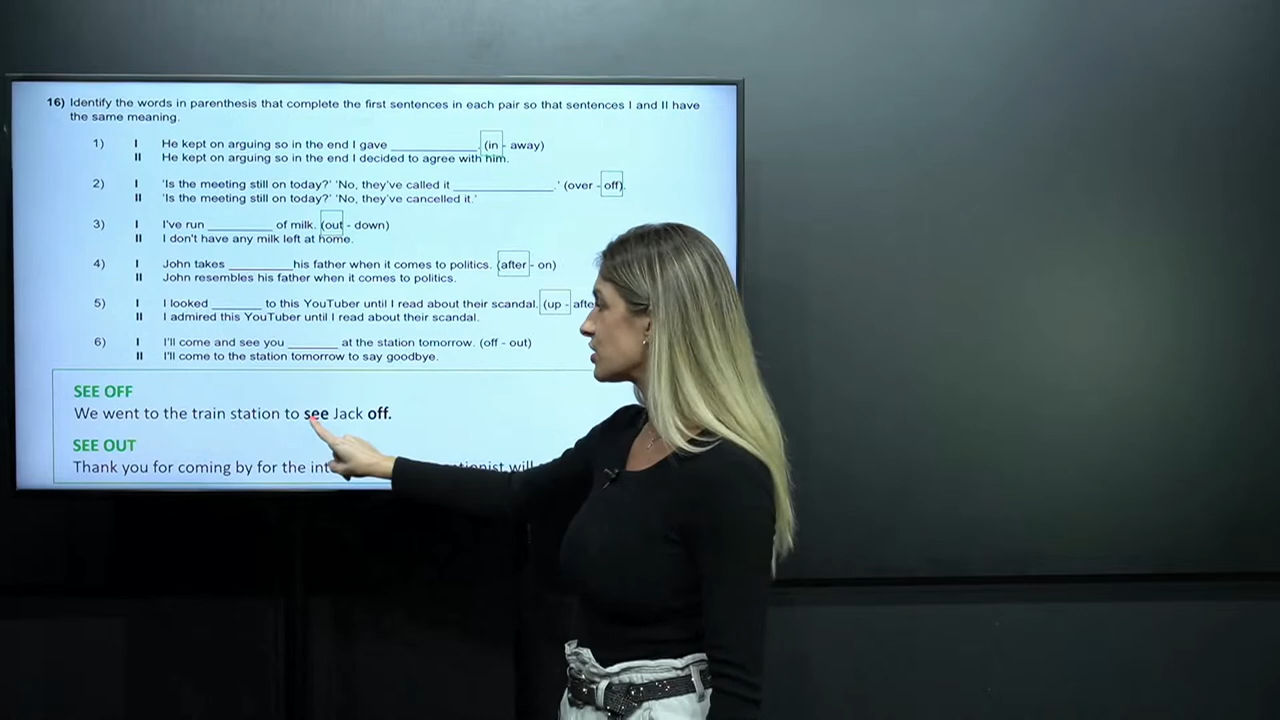 16) Identify the words in parenthesis that complete the first sentences in each pair so that sentences I and II have
the same meaning.
1) I He kept on arguing so in the end I gave ____________. (in - away)
II He kept on arguing so in the end I decided to agree with him.
2) I 'Is the meeting still on today?' 'No, they've called it ______________.' (over - off).
II 'Is the meeting still on today?' 'No, they've cancelled it.'
3) I I've run _________ of milk. (out - down)
II I don't have any milk left at home.
4) I John takes _________his father when it comes to politics. (after - on)
II John resembles his father when it comes to politics.
5) I I looked _______ to this YouTuber until I read about their scandal. (up -
II I admired this YouTuber until I read about their scandal.
6) I I'll come and see you _______ at the station tomorrow. (off - out)
II I'll come to the station tomorrow to say goodbye.
SEE OFF
We went to the train station to see Jack off.
SEE OUT
Thank you for coming by for the will